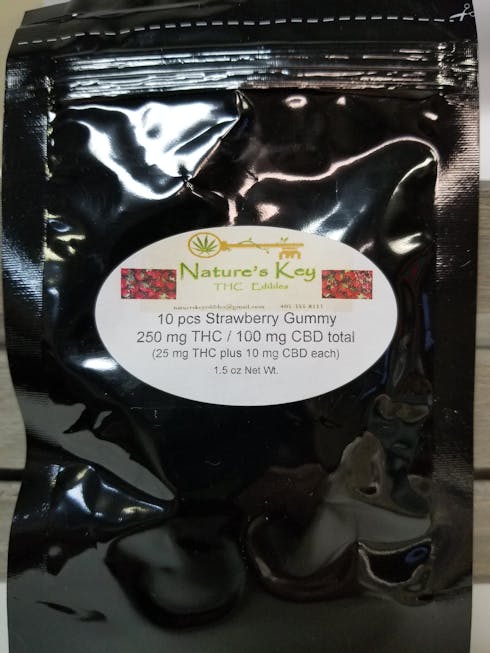 Nature's Key
THC Edibles
10 pcs Strawberry Gummy
250 mg THC / 100 mg CBD total
(25 mg THC plus 10 mg CBD each)
1.5 oz Net Wt.